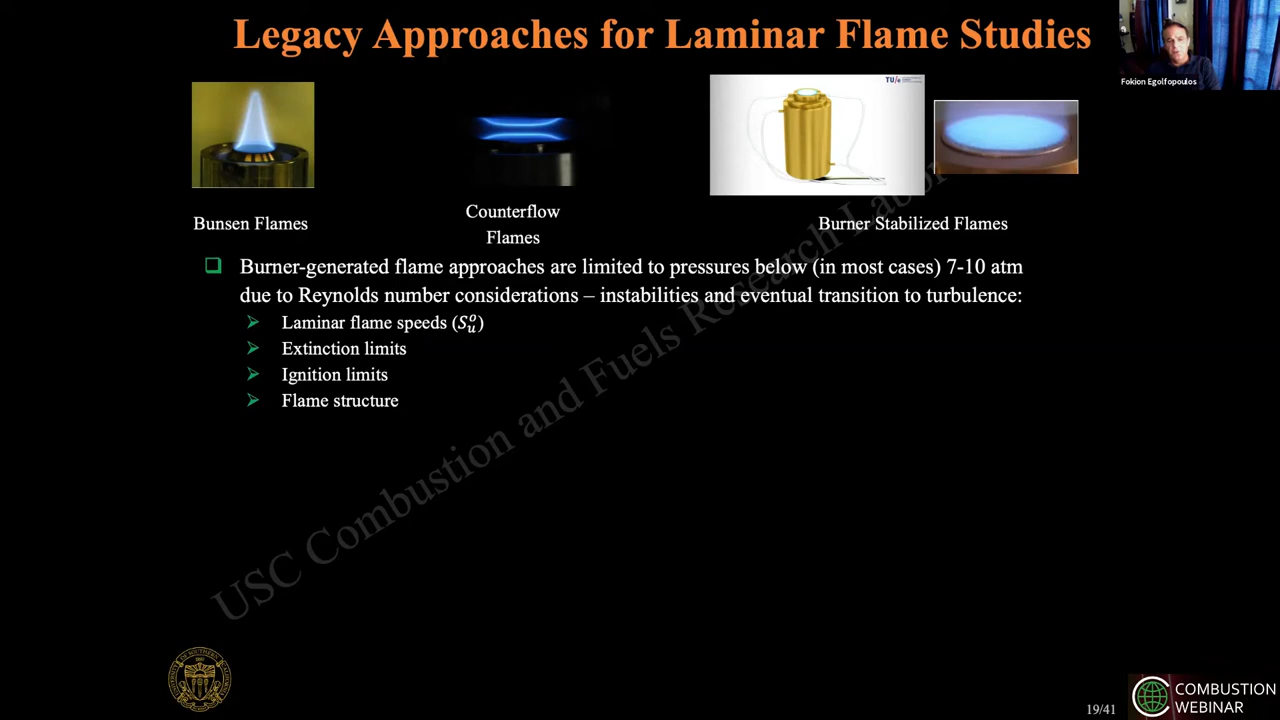 Legacy Approaches for Laminar Flame Studies
Fokion Egolfopoulos
TU/e
Bunsen Flames
Counterflow
Flames
Burner Stabilized Flames
❑ Burner-generated flame approaches are limited to pressures below (in most cases) 7-10 atm
due to Reynolds number considerations – instabilities and eventual transition to turbulence:
➢ Laminar flame speeds (Sᵤᵒ)
➢ Extinction limits
➢ Ignition limits
➢ Flame structure
USC Combustion and Fuels Research
19/41
COMBUSTION
WEBINAR